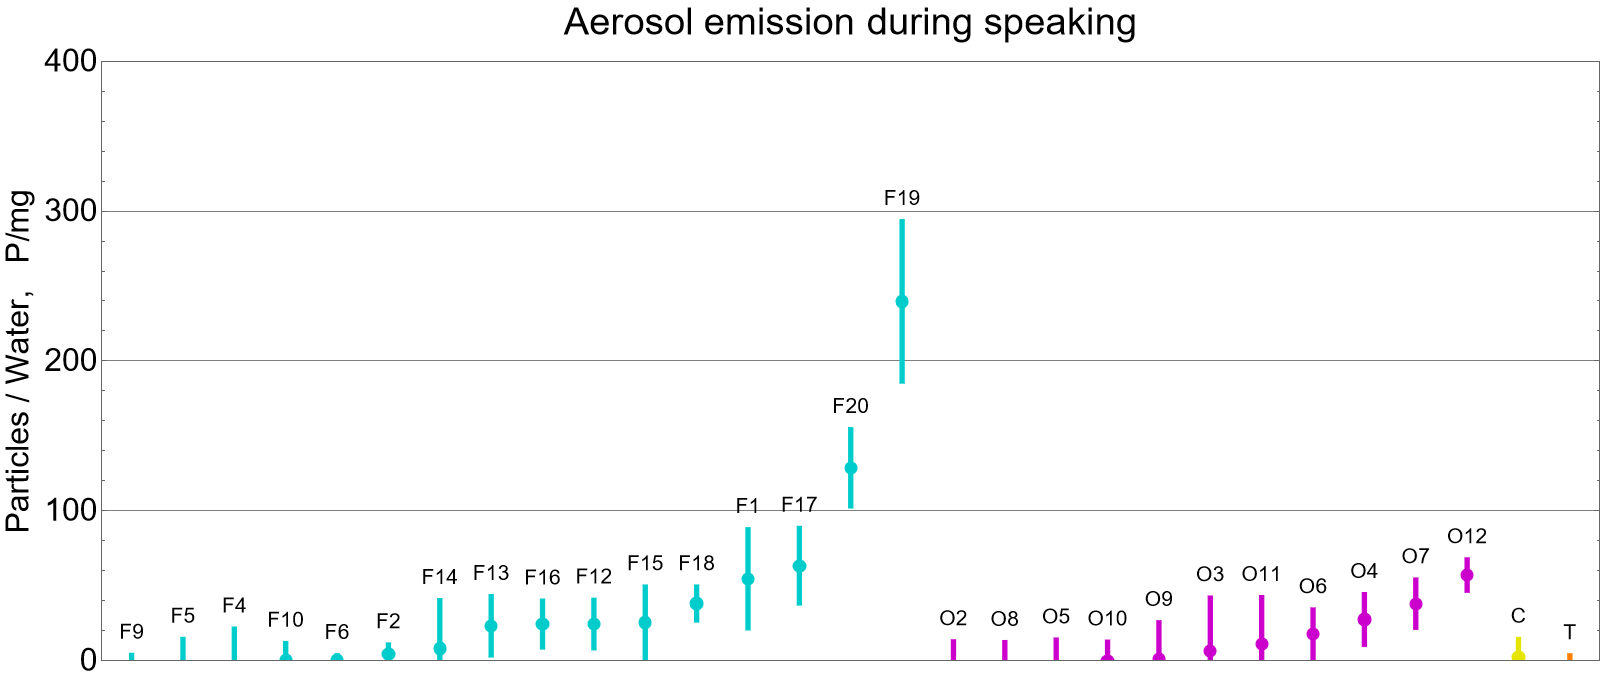 Aerosol emission during speaking
Particles / Water, P/mg
400
300
200
100
0
F9
F5
F4
F10
F6
F2
F14
F13
F16
F12
F15
F18
F1
F17
F20
F19
O2
O8
O5
O10
O9
O3
O11
O6
O4
O7
O12
C
T